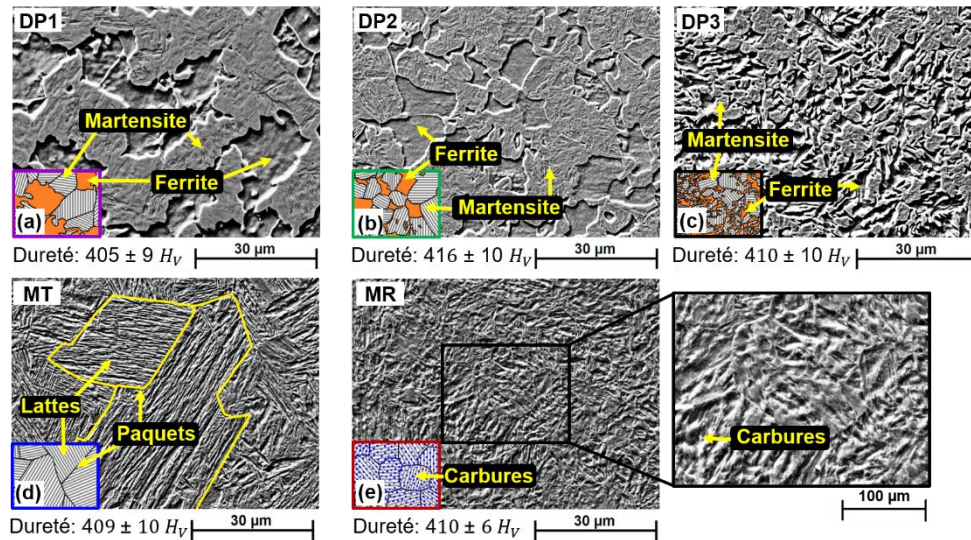 DP1
Martensite
Ferrite
(a)
30 µm
Dureté: 405 ± 9 H_V
DP2
Ferrite
Martensite
(b)
30 µm
Dureté: 416 ± 10 H_V
DP3
Martensite
Ferrite
(c)
30 µm
Dureté: 410 ± 10 H_V
MT
Lattes
Paquets
(d)
30 µm
Dureté: 409 ± 10 H_V
MR
Carbures
(e)
30 µm
Dureté: 410 ± 6 H_V
Carbures
100 µm